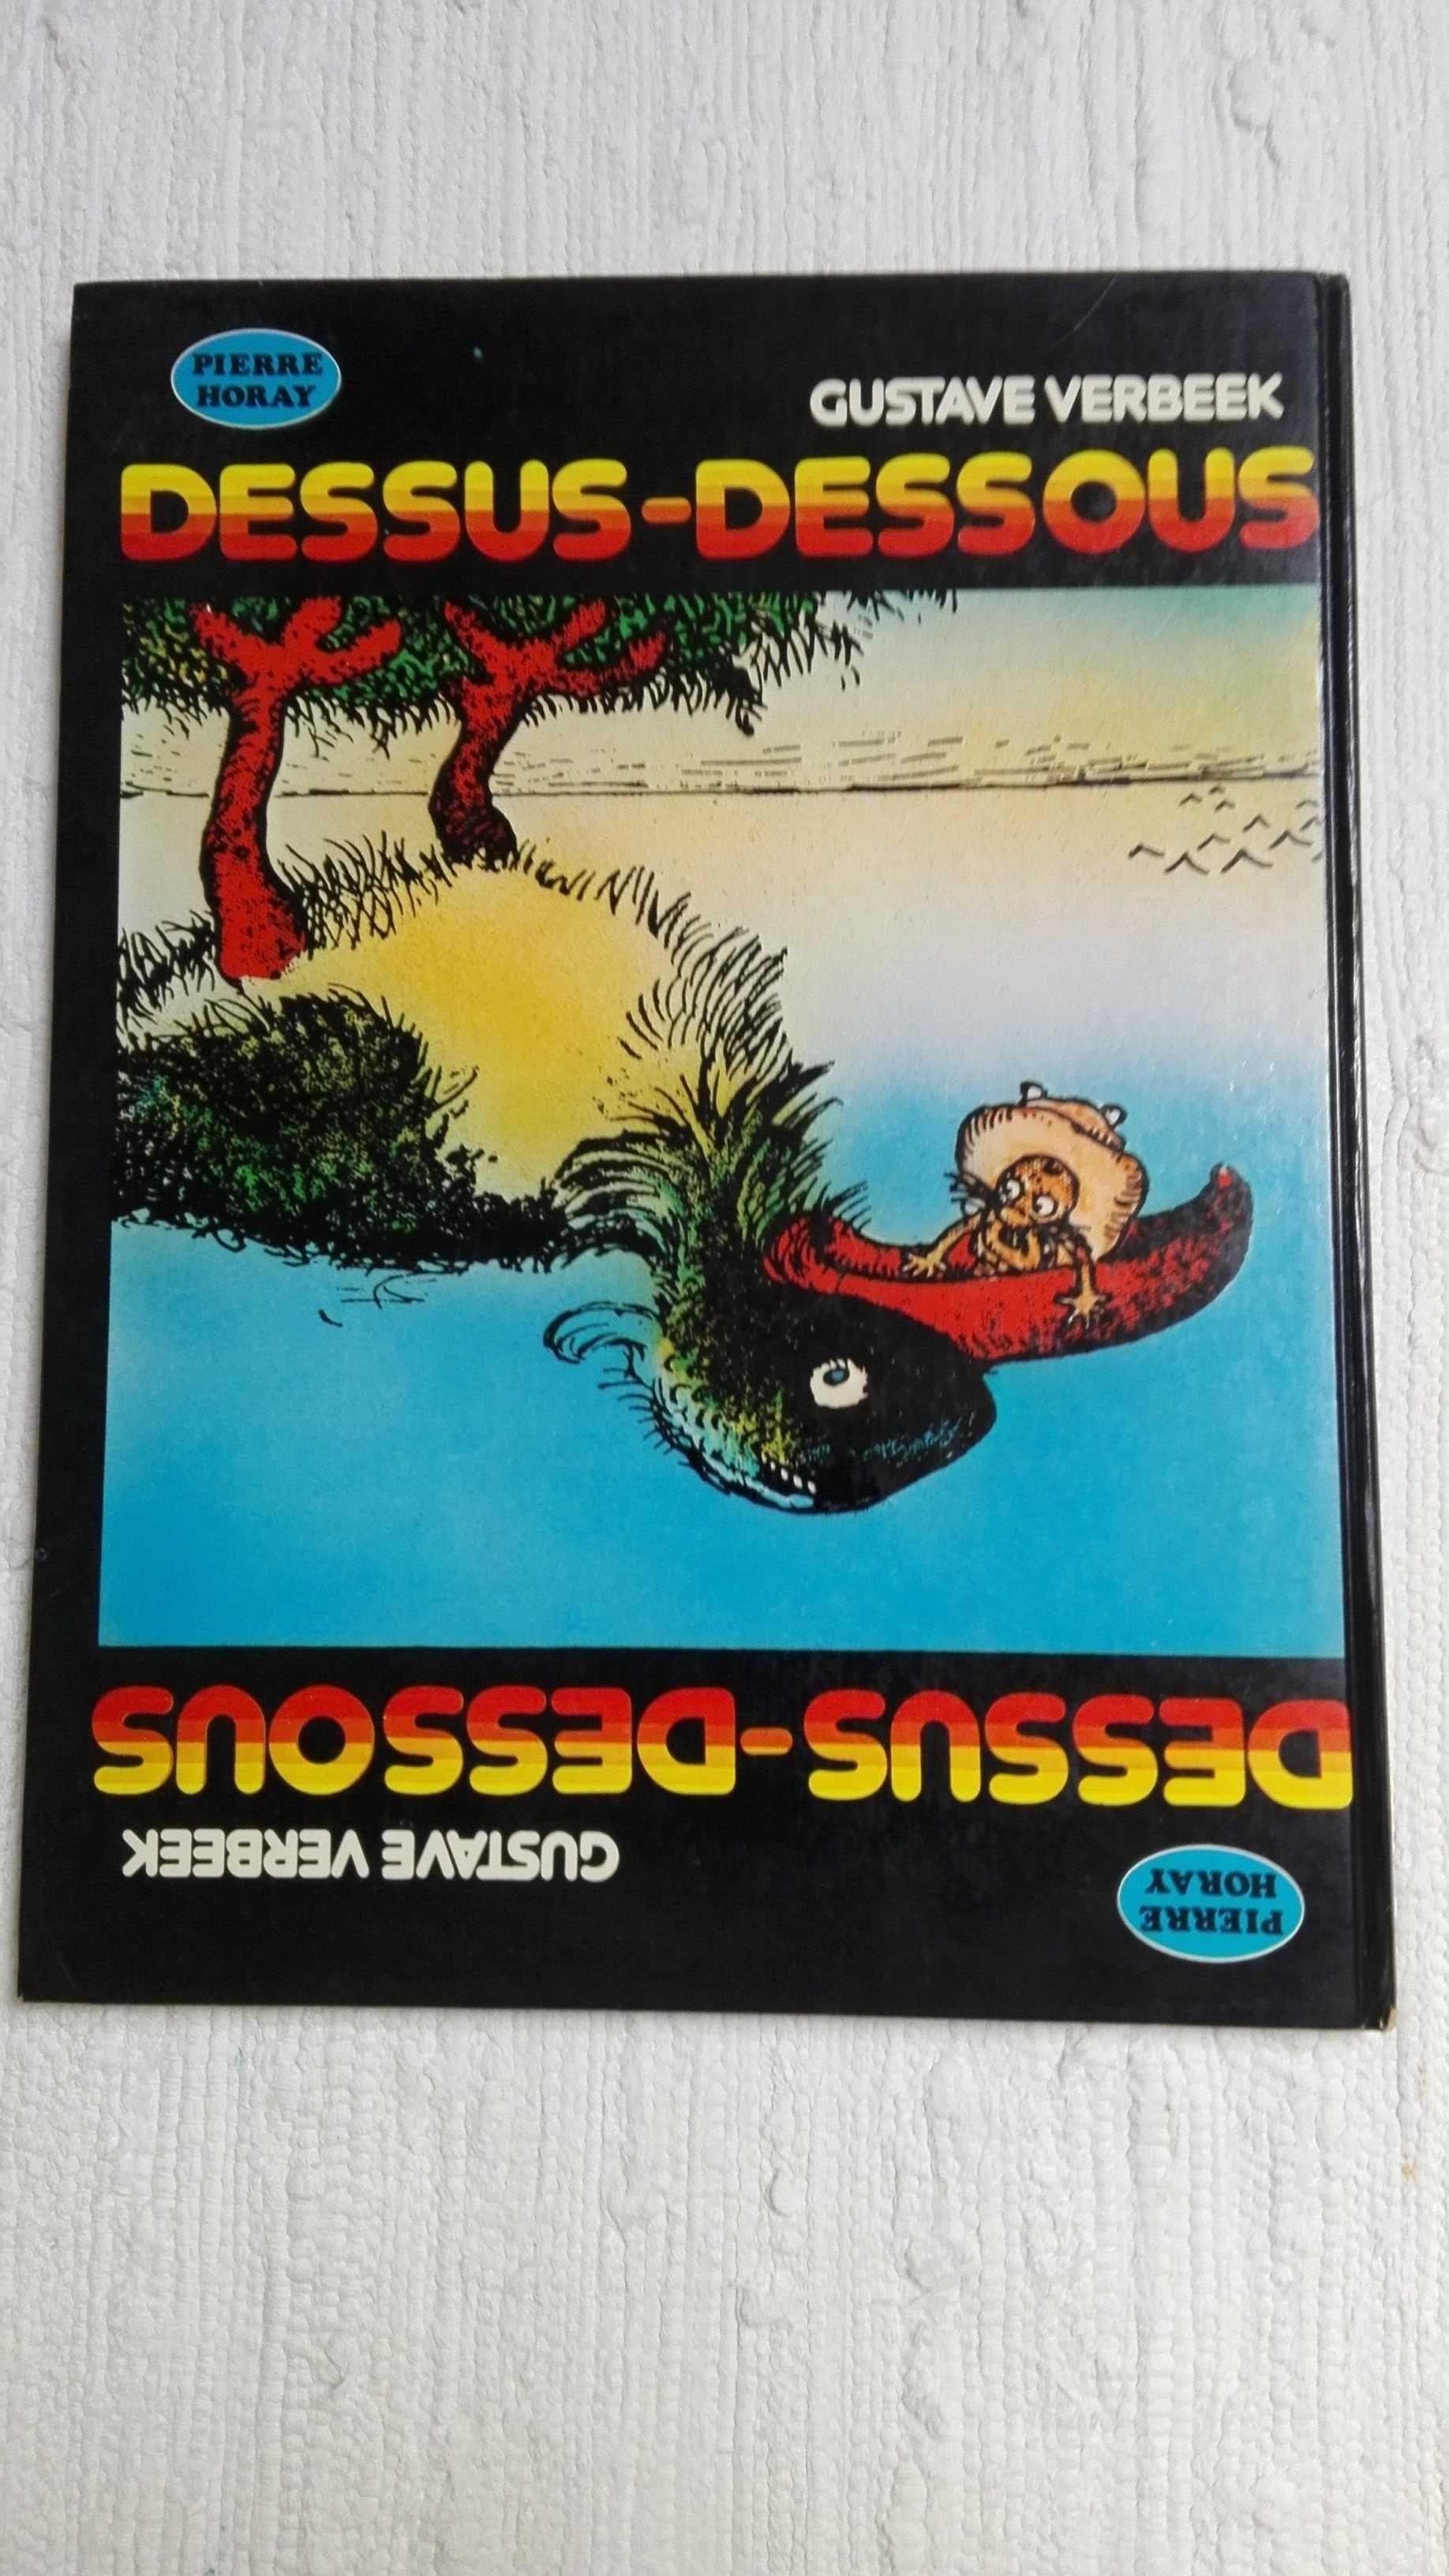 PIERRE
HORAY
GUSTAVE VERBEEK
DESSUS-DESSOUS
DESSUS-DESSOUS
GUSTAVE VERBEEK
PIERRE
HORAY